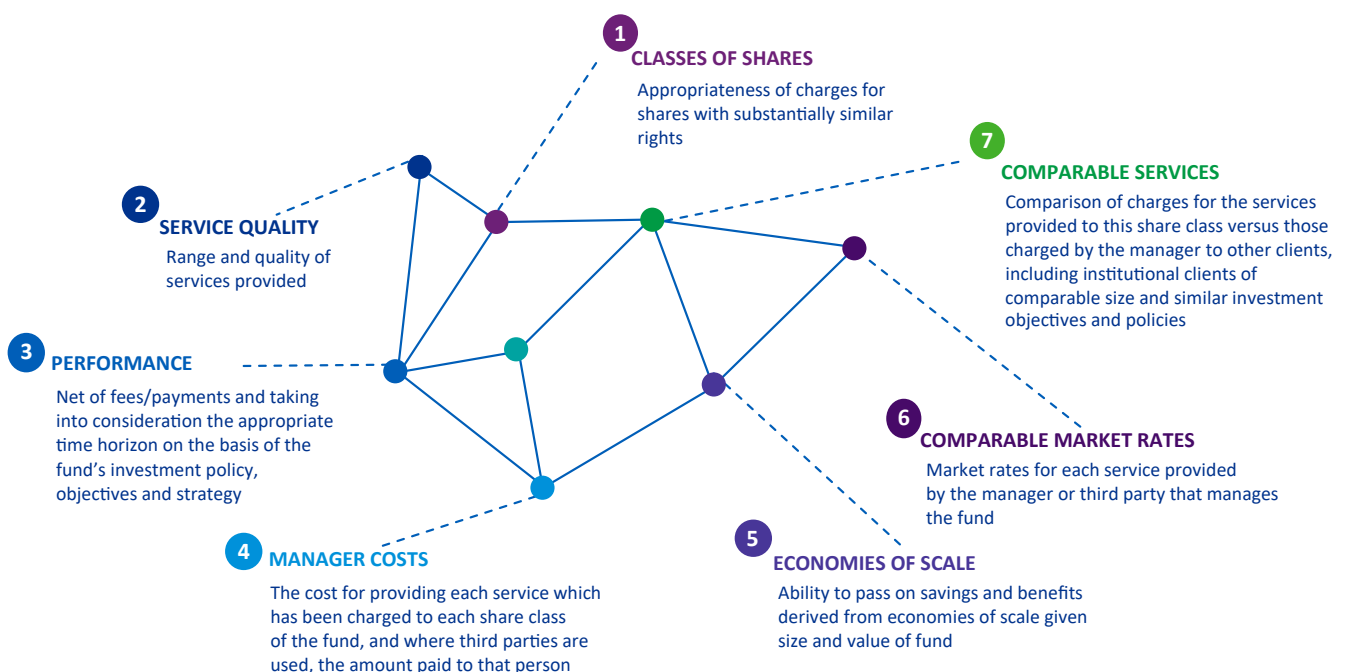 1
CLASSES OF SHARES
Appropriateness of charges for
shares with substantially similar
rights
2
SERVICE QUALITY
Range and quality of
services provided
3
PERFORMANCE
Net of fees/payments and taking
into consideration the appropriate
time horizon on the basis of the
fund’s investment policy,
objectives and strategy
4
MANAGER COSTS
The cost for providing each service which
has been charged to each share class
of the fund, and where third parties are
used, the amount paid to that person
5
ECONOMIES OF SCALE
Ability to pass on savings and benefits
derived from economies of scale given
size and value of fund
6
COMPARABLE MARKET RATES
Market rates for each service provided
by the manager or third party that manages
the fund
7
COMPARABLE SERVICES
Comparison of charges for the services
provided to this share class versus those
charged by the manager to other clients,
including institutional clients of
comparable size and similar investment
objectives and policies